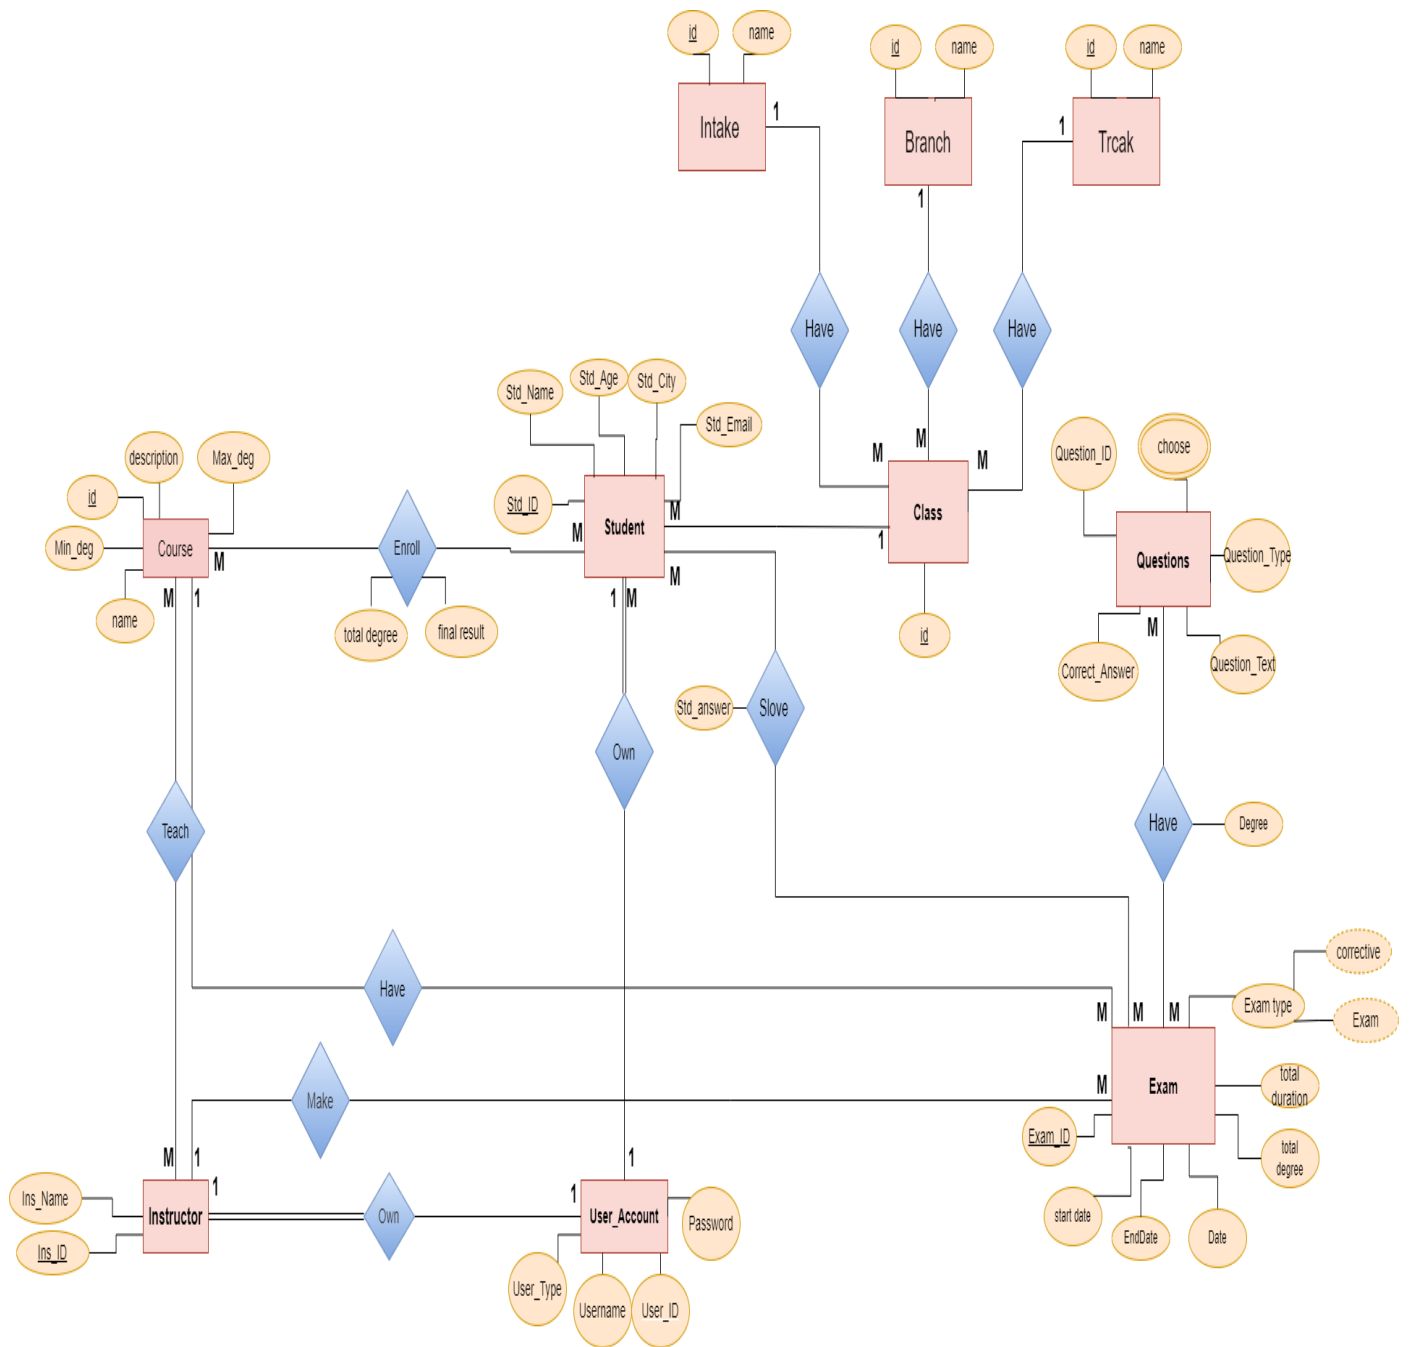 id
name
id
name
id
name
Intake
1
Branch
1
Trcak
1
Have
Have
Have
Std_Name
Std_Age
Std_City
Std_Email
Std_ID
Student
M
M
M
1
M
M
M
M
Class
1
id
description
Max_deg
id
Min_deg
Course
name
M
M
1
Enroll
total degree
final result
Question_ID
choose
Questions
Question_Type
Question_Text
Correct_Answer
M
Std_answer
Slove
Own
Teach
Have
Degree
Have
Make
corrective
Exam type
Exam
M
M
M
M
Exam
total
duration
total
degree
Exam_ID
start date
EndDate
Date
M
1
1
Ins_Name
Ins_ID
Instructor
Own
1
1
User_Account
Password
User_Type
Username
User_ID